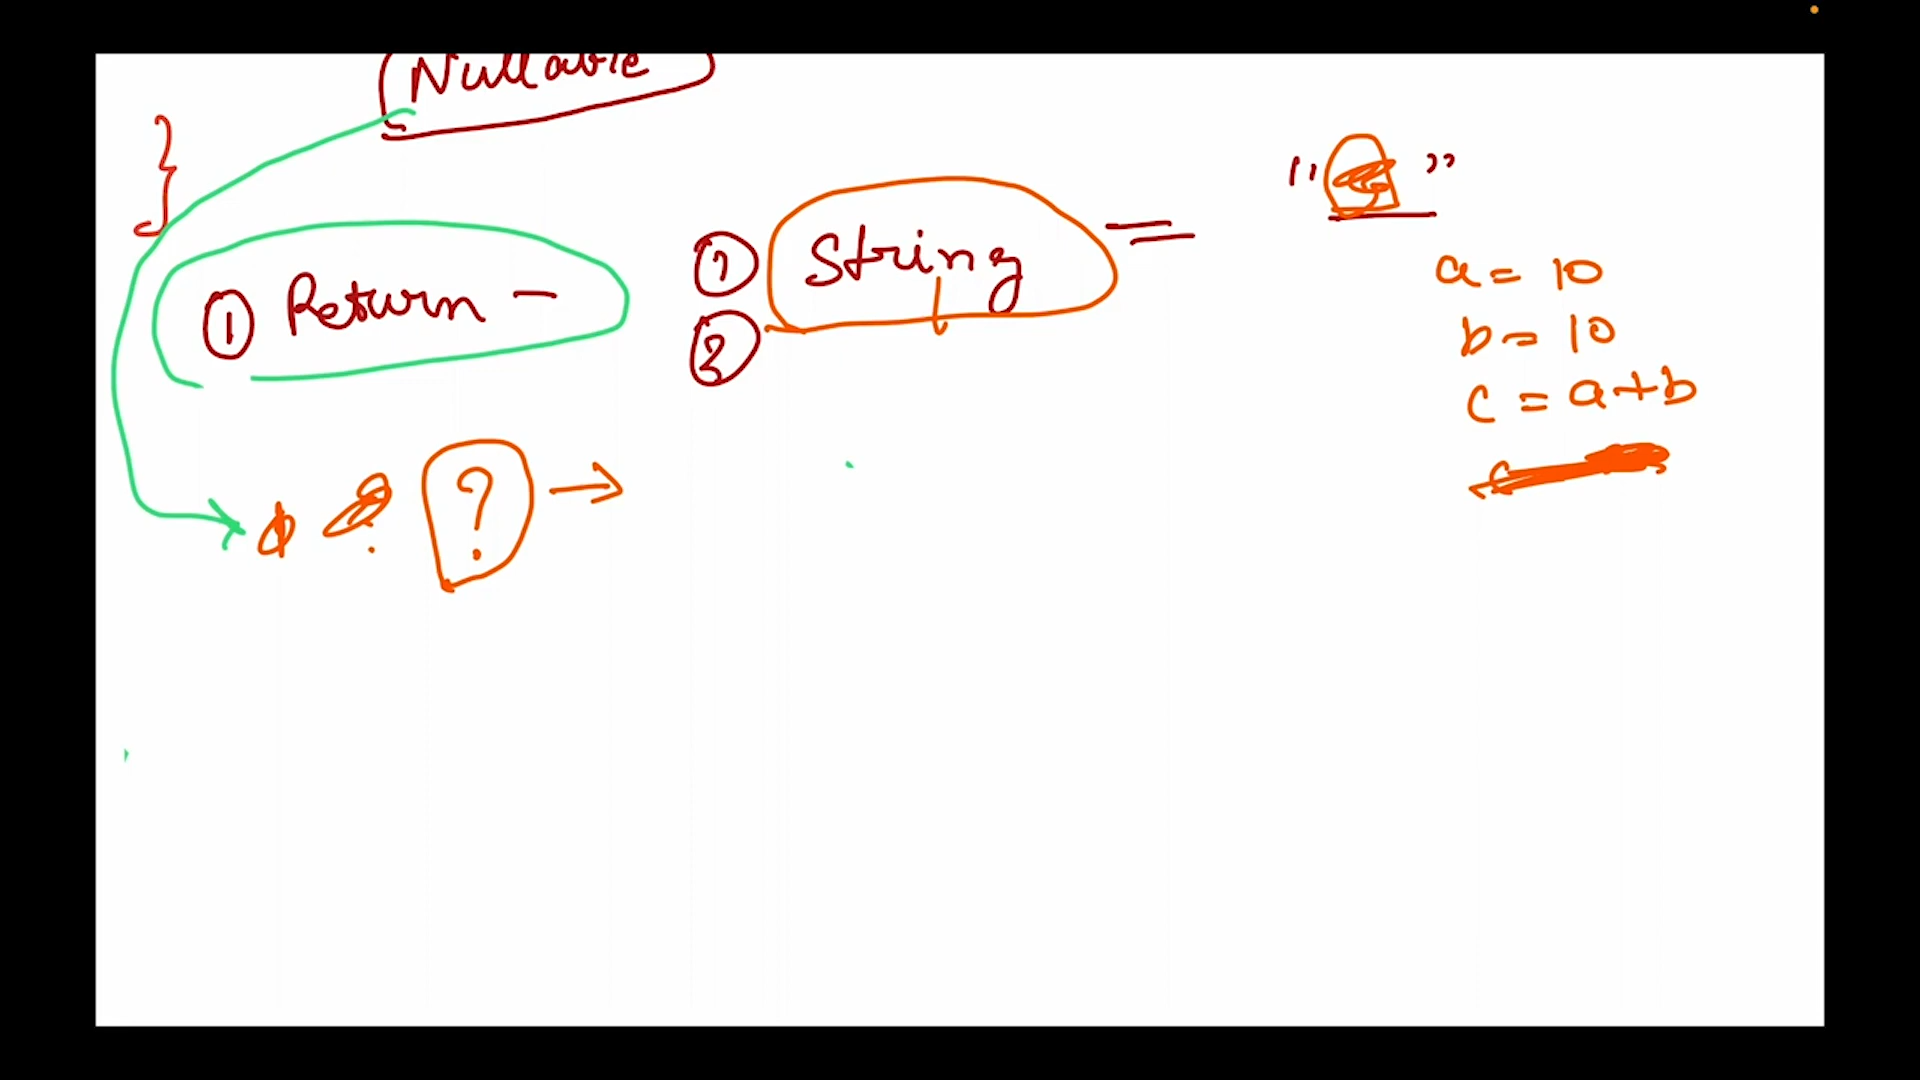 Nullable
}
① Return -
① String =
②
" "
a = 10
b = 10
c = a+b
? →